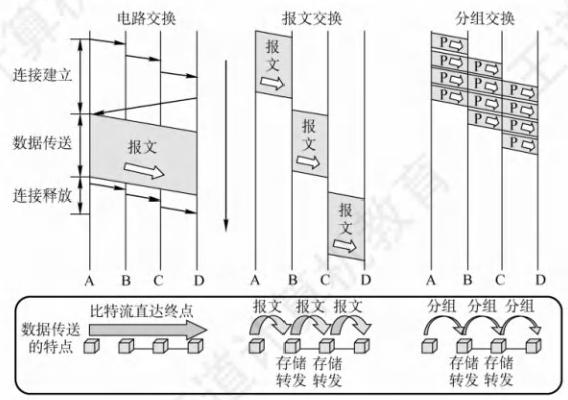 电路交换
报文交换
分组交换
连接建立
数据传送
连接释放
报文
报
文
报
文
报
文
P P
P P P
P P P
P P P
P P
A B C D
A B C D
A B C D
数据传送
的特点
比特流直达终点
报文 报文 报文
存储 存储
转发 转发
分组 分组 分组
存储 存储
转发 转发